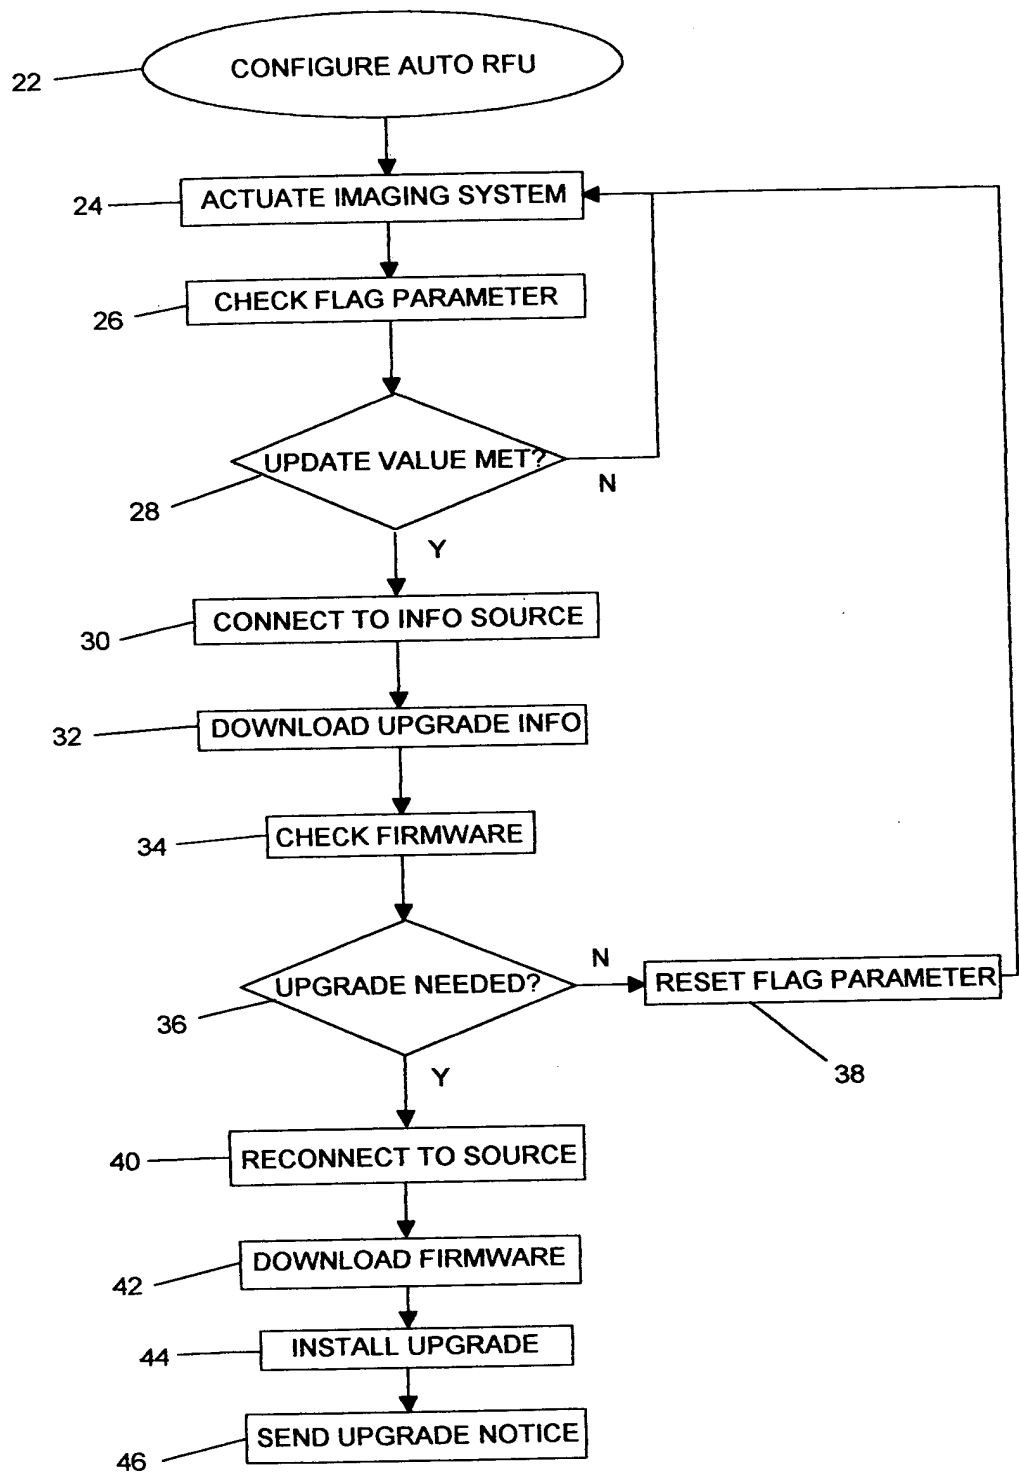 CONFIGURE AUTO RFU
22
ACTUATE IMAGING SYSTEM
24
CHECK FLAG PARAMETER
26
UPDATE VALUE MET?
N
28
Y
CONNECT TO INFO SOURCE
30
DOWNLOAD UPGRADE INFO
32
CHECK FIRMWARE
34
UPGRADE NEEDED?
N
RESET FLAG PARAMETER
36
38
Y
RECONNECT TO SOURCE
40
DOWNLOAD FIRMWARE
42
INSTALL UPGRADE
44
SEND UPGRADE NOTICE
46